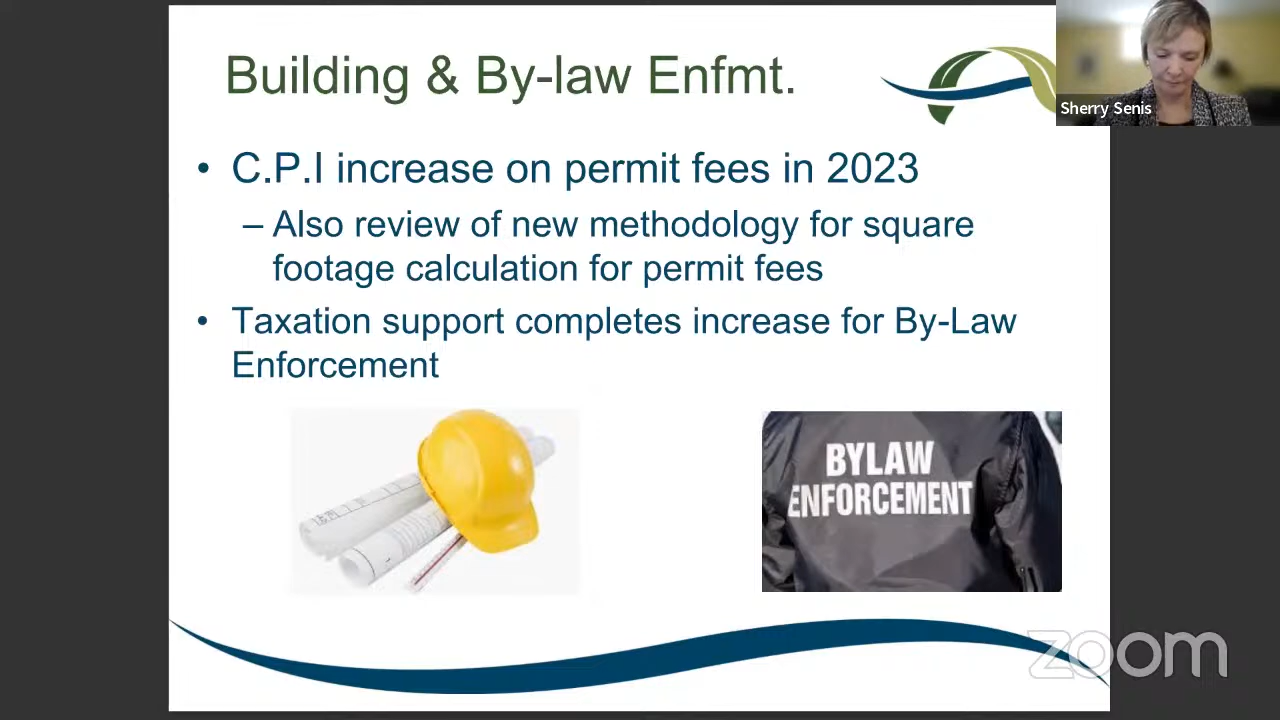 Building & By-law Enfmt.
Sherry Senis
• C.P.I increase on permit fees in 2023
– Also review of new methodology for square
footage calculation for permit fees
• Taxation support completes increase for By-Law
Enforcement
BYLAW
ENFORCEMENT
zoom